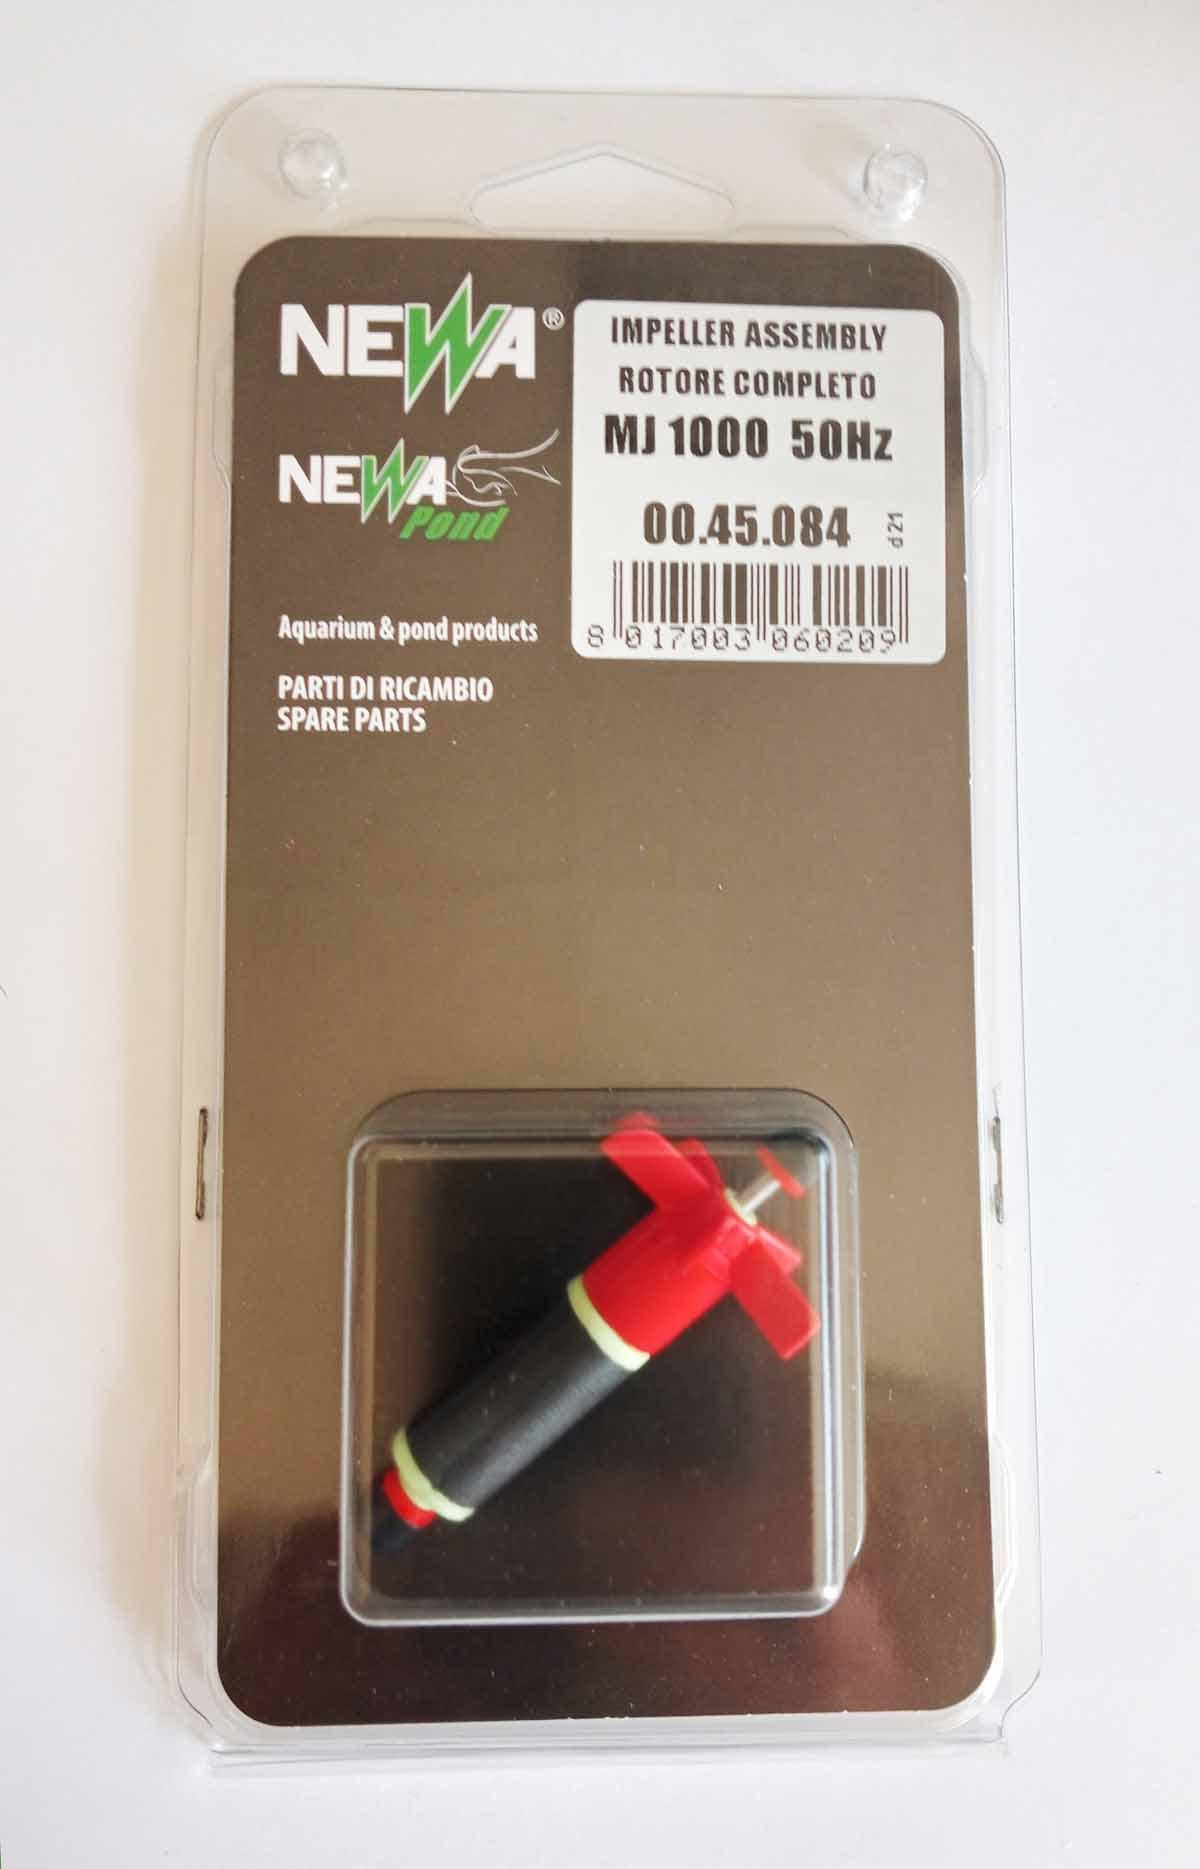 NEWA®
NEWA
Pond
Aquarium & pond products
PARTI DI RICAMBIO
SPARE PARTS
IMPELLER ASSEMBLY
ROTORE COMPLETO
MJ 1000 50Hz
00.45.084
d21
8 017003 060209